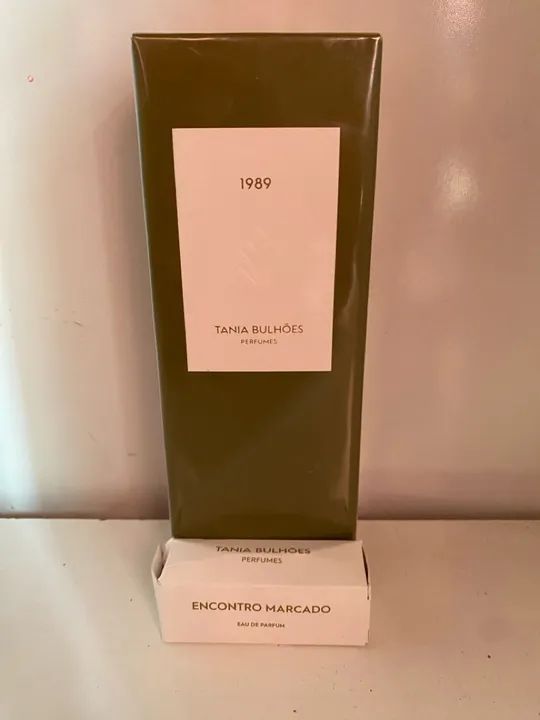 1989
TANIA BULHÕES
PERFUMES
TANIA BULHÕES
PERFUMES
ENCONTRO MARCADO
EAU DE PARFUM